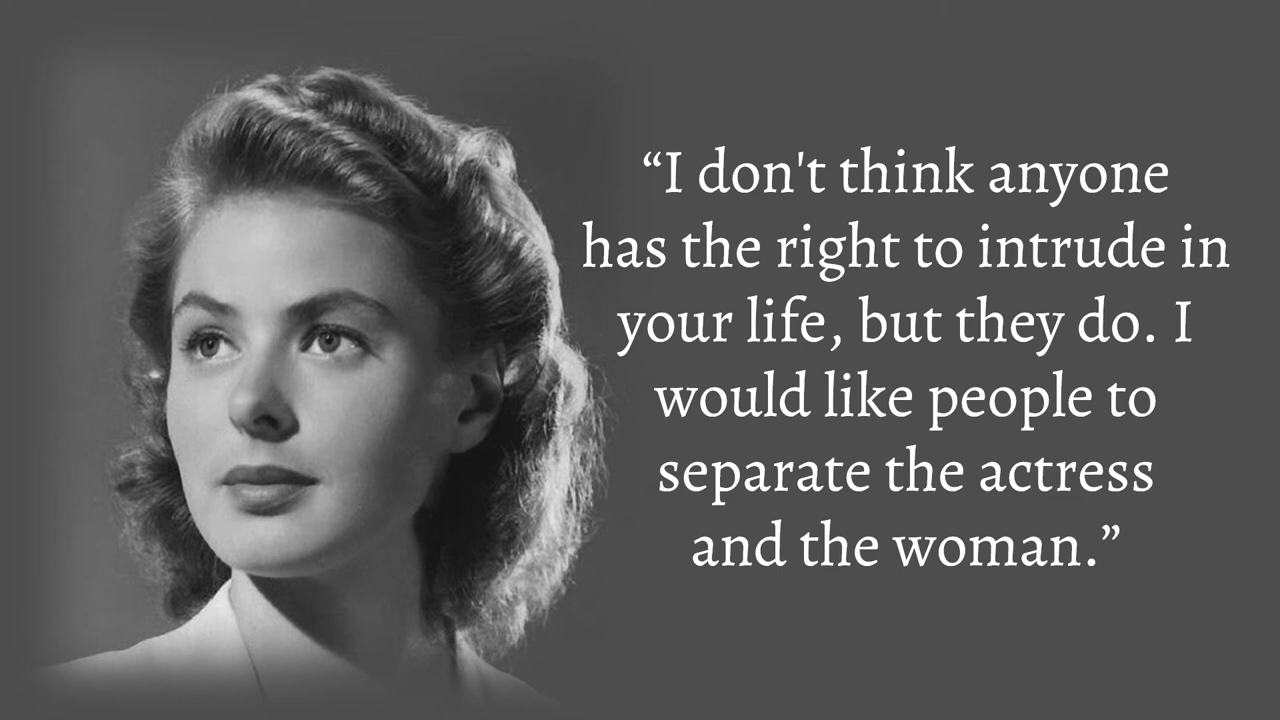 “I don't think anyone
has the right to intrude in
your life, but they do. I
would like people to
separate the actress
and the woman.”